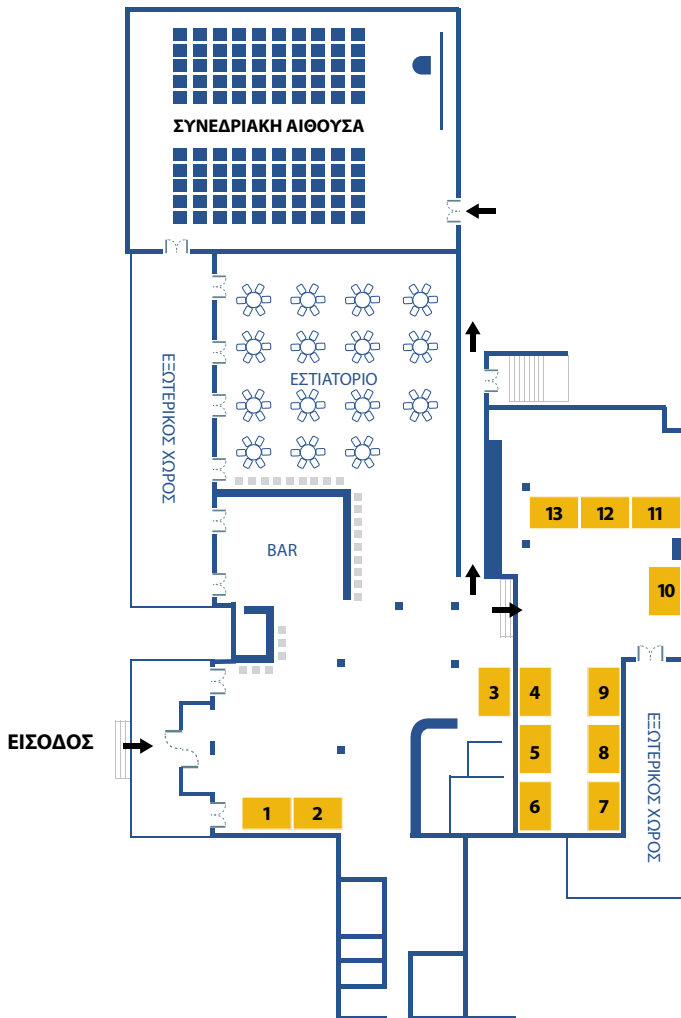 ΣΥΝΕΔΡΙΑΚΗ ΑΙΘΟΥΣΑ
ΕΞΩΤΕΡΙΚΟΣ ΧΩΡΟΣ
ΕΣΤΙΑΤΟΡΙΟ
13 12 11
BAR
10
3 4 9
ΕΙΣΟΔΟΣ
5 8
ΕΞΩΤΕΡΙΚΟΣ ΧΩΡΟΣ
1 2 6 7